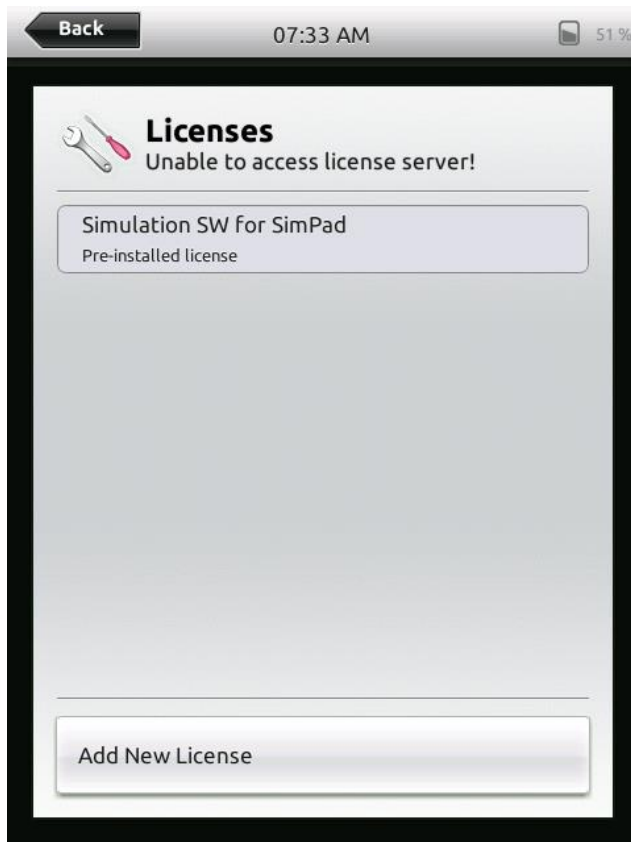 Back
07:33 AM
51 %
Licenses
Unable to access license server!
Simulation SW for SimPad
Pre-installed license
Add New License